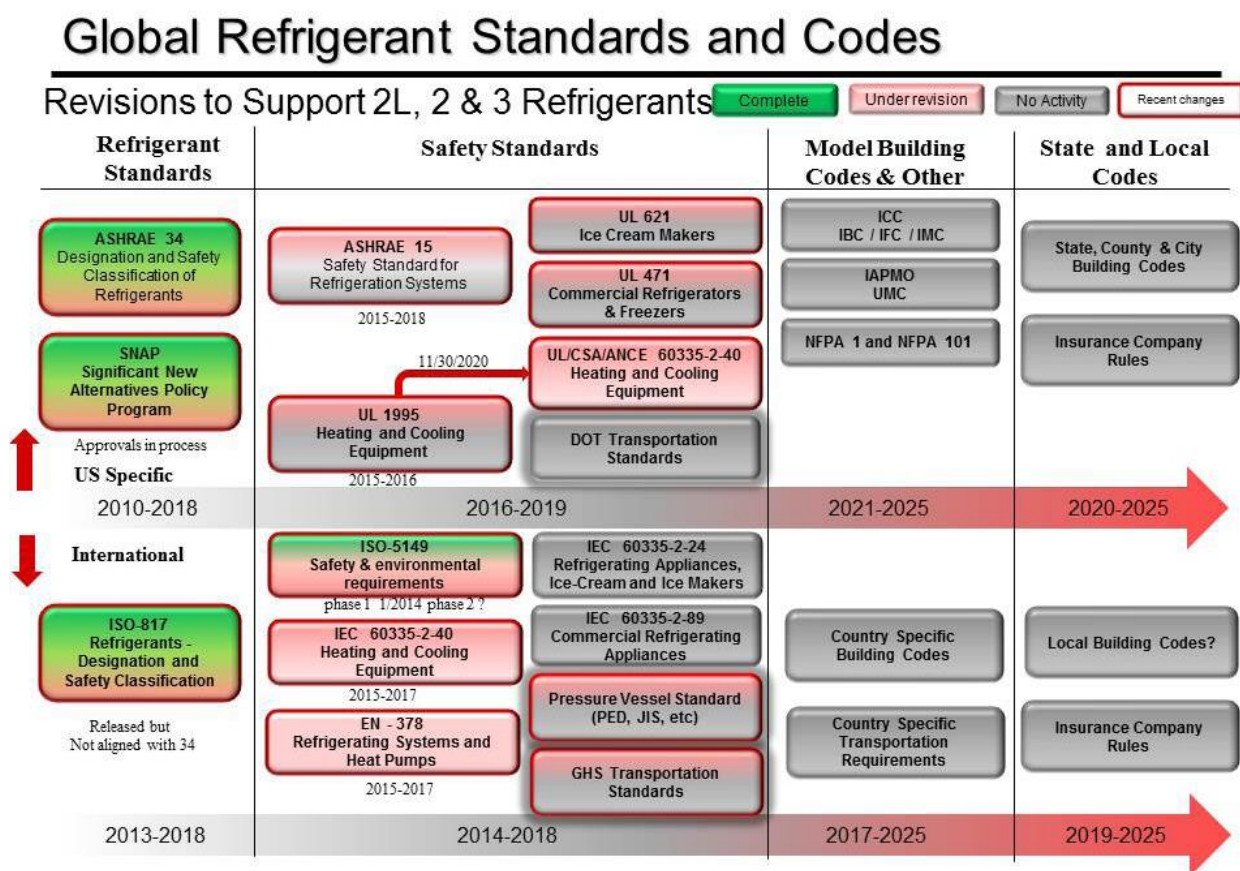 Global Refrigerant Standards and Codes
Revisions to Support 2L, 2 & 3 Refrigerants
Complete
Under revision
No Activity
Recent changes
Refrigerant
Standards
Safety Standards
Model Building
Codes & Other
State and Local
Codes
ASHRAE 34
Designation and Safety
Classification of
Refrigerants
SNAP
Significant New
Alternatives Policy
Program
Approvals in process
US Specific
ASHRAE 15
Safety Standard for
Refrigeration Systems
2015-2018
11/30/2020
UL 1995
Heating and Cooling
Equipment
2015-2016
UL 621
Ice Cream Makers
UL 471
Commercial Refrigerators
& Freezers
UL/CSA/ANCE 60335-2-40
Heating and Cooling
Equipment
DOT Transportation
Standards
ICC
IBC / IFC / IMC
IAPMO
UMC
NFPA 1 and NFPA 101
State, County & City
Building Codes
Insurance Company
Rules
2010-2018
2016-2019
2021-2025
2020-2025
International
ISO-817
Refrigerants -
Designation and
Safety Classification
Released but
Not aligned with 34
ISO-5149
Safety & environmental
requirements
phase 1 1/2014 phase 2 ?
IEC 60335-2-40
Heating and Cooling
Equipment
2015-2017
EN - 378
Refrigerating Systems and
Heat Pumps
2015-2017
IEC 60335-2-24
Refrigerating Appliances,
Ice-Cream and Ice Makers
IEC 60335-2-89
Commercial Refrigerating
Appliances
Pressure Vessel Standard
(PED, JIS, etc)
GHS Transportation
Standards
Country Specific
Building Codes
Country Specific
Transportation
Requirements
Local Building Codes?
Insurance Company
Rules
2013-2018
2014-2018
2017-2025
2019-2025